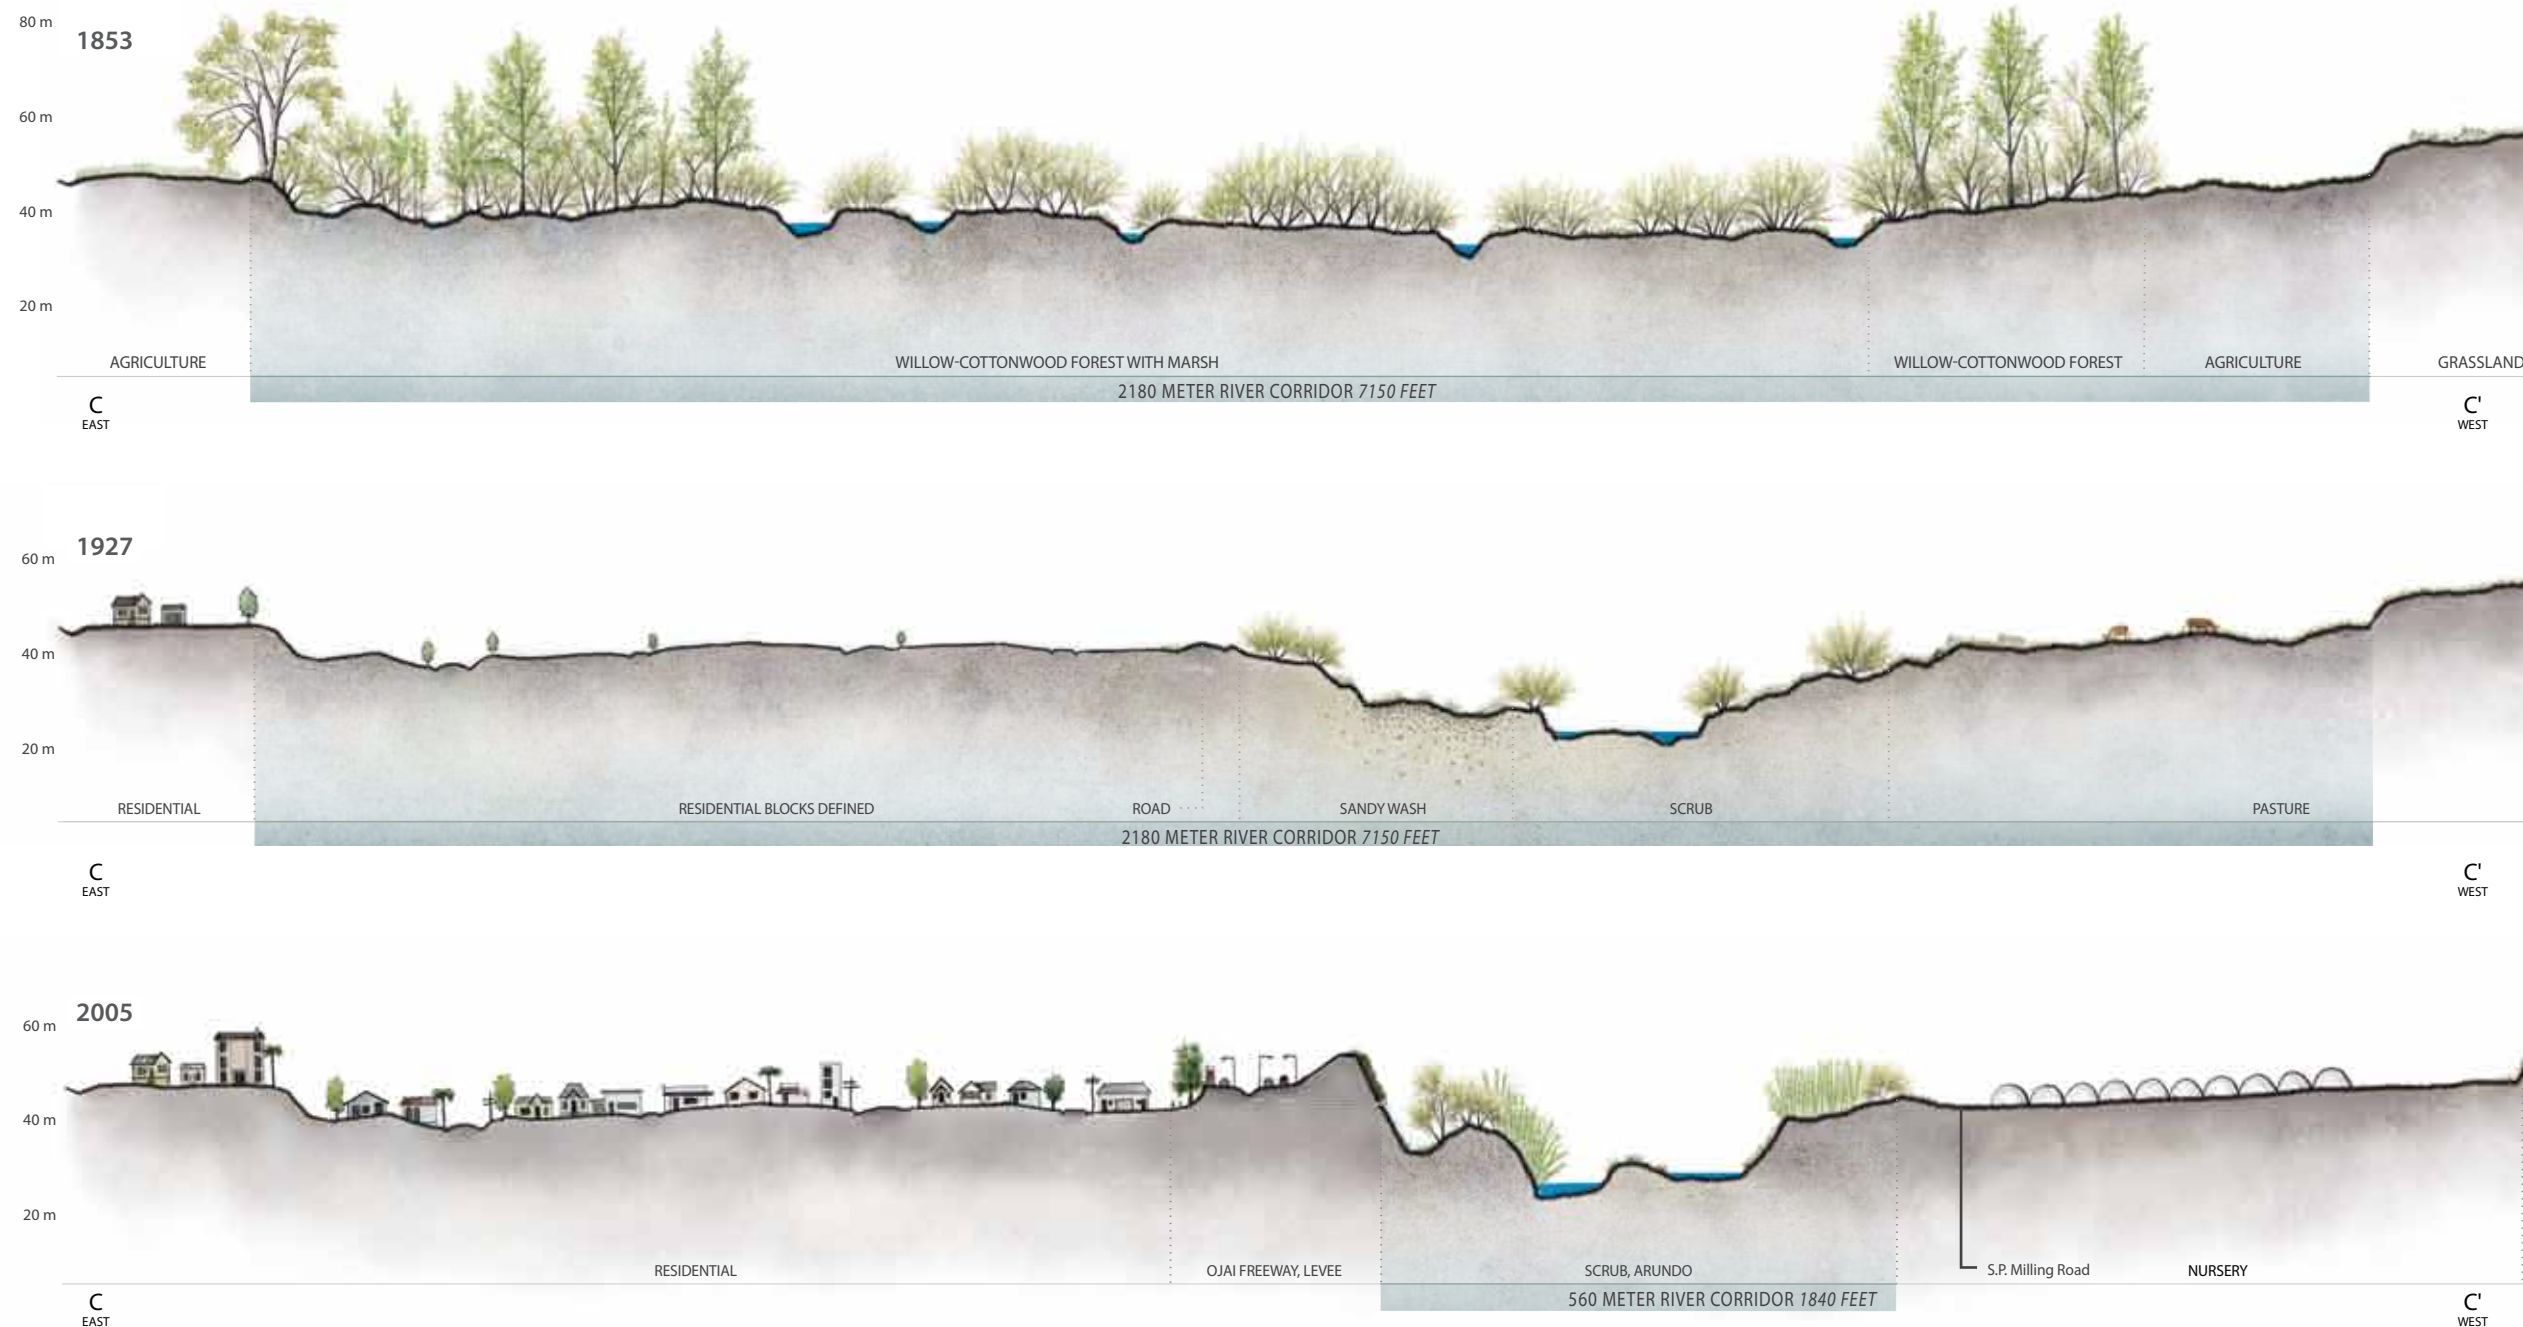 80 m
1853
60 m
40 m
20 m
AGRICULTURE
WILLOW-COTTONWOOD FOREST WITH MARSH
WILLOW-COTTONWOOD FOREST
AGRICULTURE
GRASSLAND
2180 METER RIVER CORRIDOR 7150 FEET
C
EAST
C'
WEST
1927
60 m
40 m
20 m
RESIDENTIAL
RESIDENTIAL BLOCKS DEFINED
ROAD
SANDY WASH
SCRUB
PASTURE
2180 METER RIVER CORRIDOR 7150 FEET
C
EAST
C'
WEST
2005
60 m
40 m
20 m
RESIDENTIAL
OJAI FREEWAY, LEVEE
SCRUB, ARUNDO
S.P. Milling Road
NURSERY
560 METER RIVER CORRIDOR 1840 FEET
C
EAST
C'
WEST